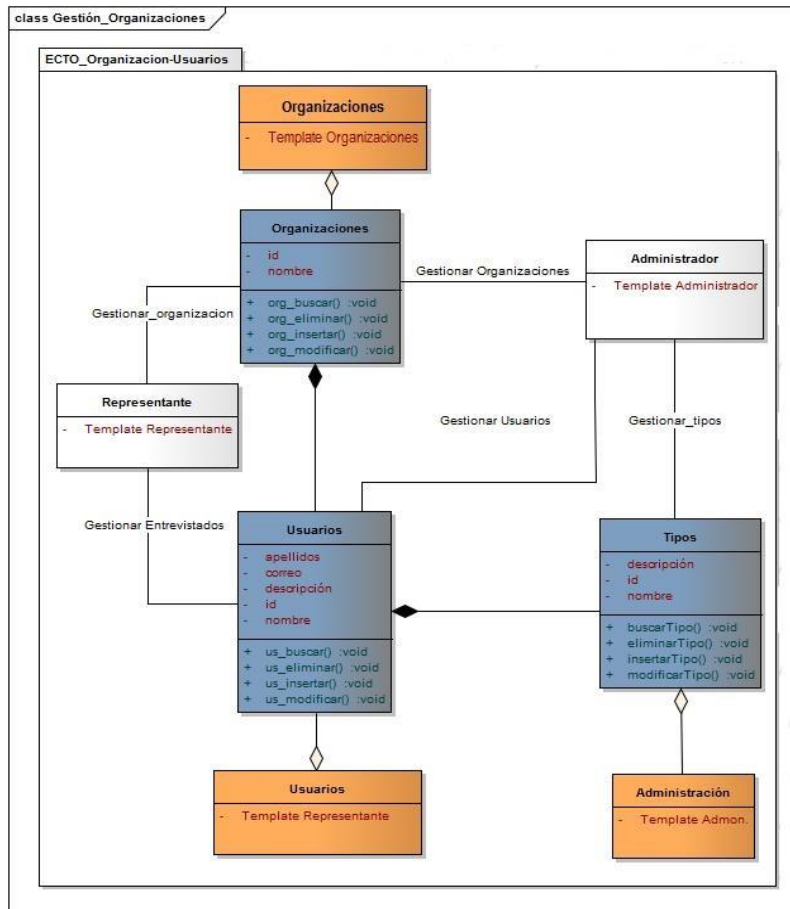 class Gestión_Organizaciones
ECTO_Organizacion-Usuarios
Organizaciones
- Template Organizaciones
Organizaciones
- id
- nombre
+ org_buscar() :void
+ org_eliminar() :void
+ org_insertar() :void
+ org_modificar() :void
Gestionar Organizaciones
Administrador
- Template Administrador
Gestionar_organizacion
Representante
- Template Representante
Gestionar Usuarios
Gestionar_tipos
Gestionar Entrevistados
Usuarios
- apellidos
- correo
- descripción
- id
- nombre
+ us_buscar() :void
+ us_eliminar() :void
+ us_insertar() :void
+ us_modificar() :void
Tipos
- descripción
- id
- nombre
+ buscarTipo() :void
+ eliminarTipo() :void
+ insertarTipo() :void
+ modificarTipo() :void
Usuarios
- Template Representante
Administración
- Template Admon.